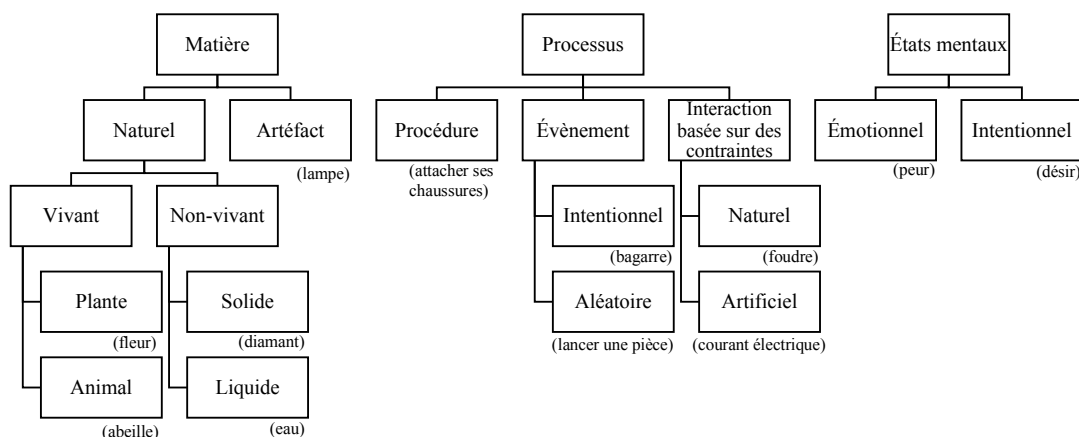 Matière
Naturel
Artéfact
(lampe)
Vivant
Non-vivant
Plante
(fleur)
Animal
(abeille)
Solide
(diamant)
Liquide
(eau)
Processus
Procédure
(attacher ses
chaussures)
Évènement
Intentionnel
(bagarre)
Aléatoire
(lancer une pièce)
Interaction
basée sur des
contraintes
Naturel
(foudre)
Artificiel
(courant électrique)
États mentaux
Émotionnel
(peur)
Intentionnel
(désir)